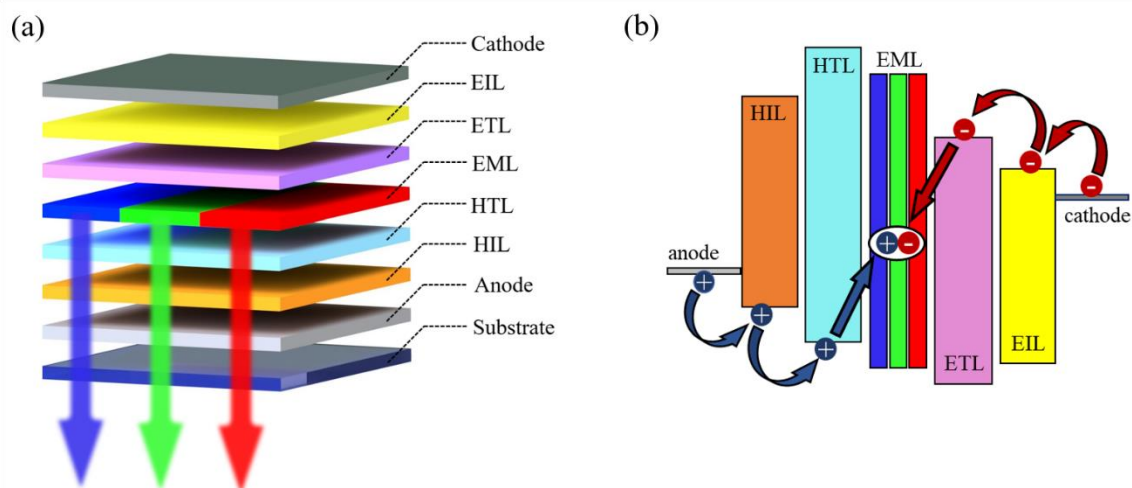 (a)
Cathode
EIL
ETL
EML
HTL
HIL
Anode
Substrate
(b)
HTL
EML
HIL
anode
cathode
EIL
ETL